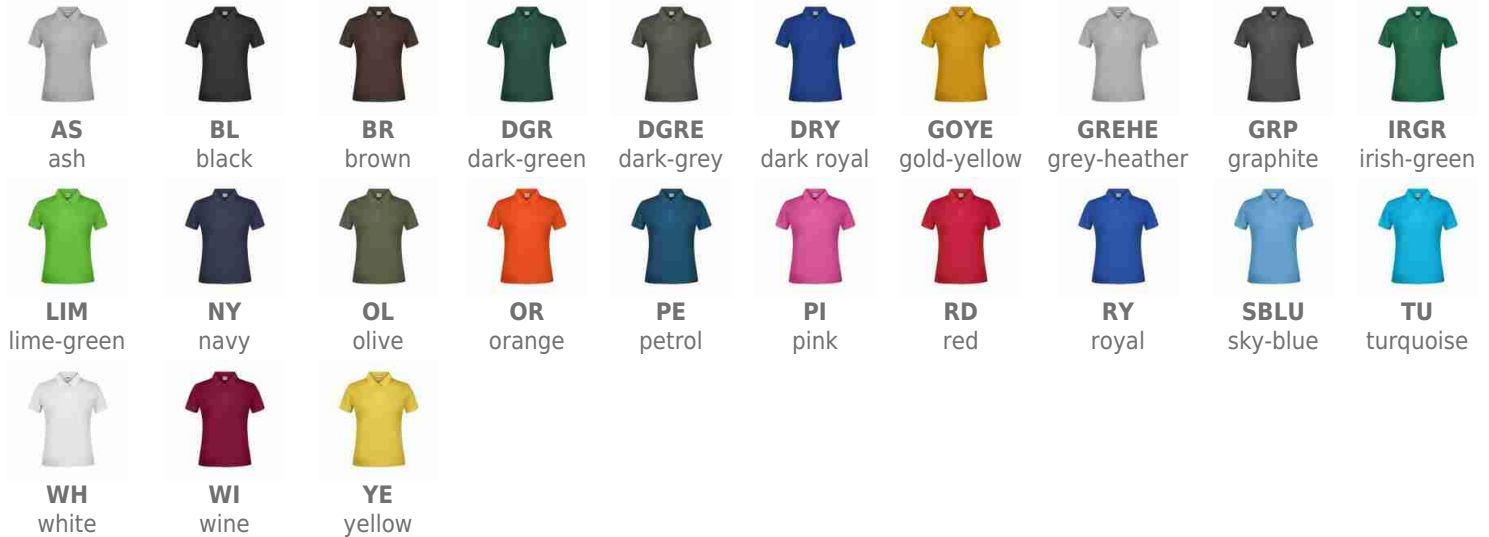 AS BL BR DGR DGRE DRY GOYE GREHE GRP IRGR
ash black brown dark-green dark-grey dark royal gold-yellow grey-heather graphite irish-green
LIM NY OL OR PE PI RD RY SBLU TU
lime-green navy olive orange petrol pink red royal sky-blue turquoise
WH WI YE
white wine yellow